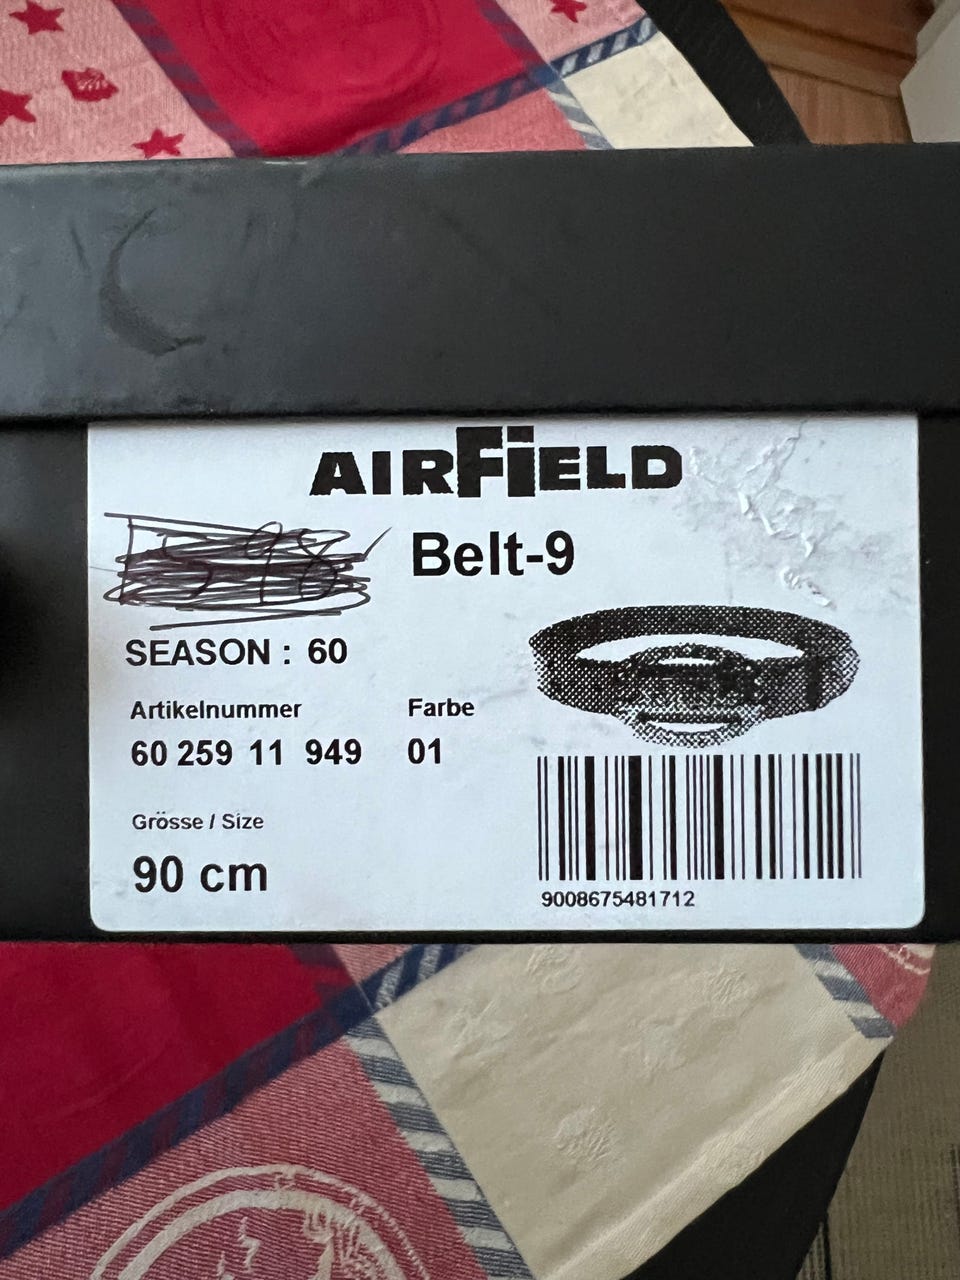 AIRFiELD
Belt-9
SEASON : 60
Artikelnummer Farbe
60 259 11 949 01
Grösse / Size
90 cm
9008675481712